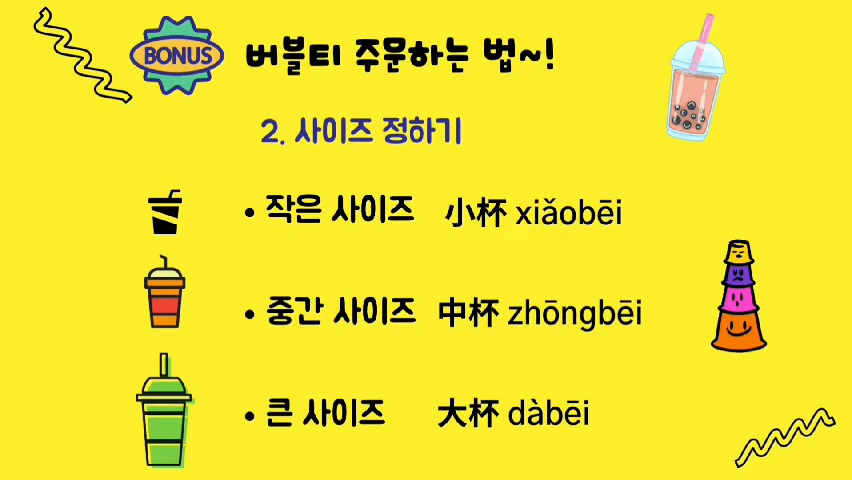 BONUS 버블티 주문하는 법~!
2. 사이즈 정하기
• 작은 사이즈 小杯 xiǎobēi
• 중간 사이즈 中杯 zhōngbēi
• 큰 사이즈 大杯 dàbēi